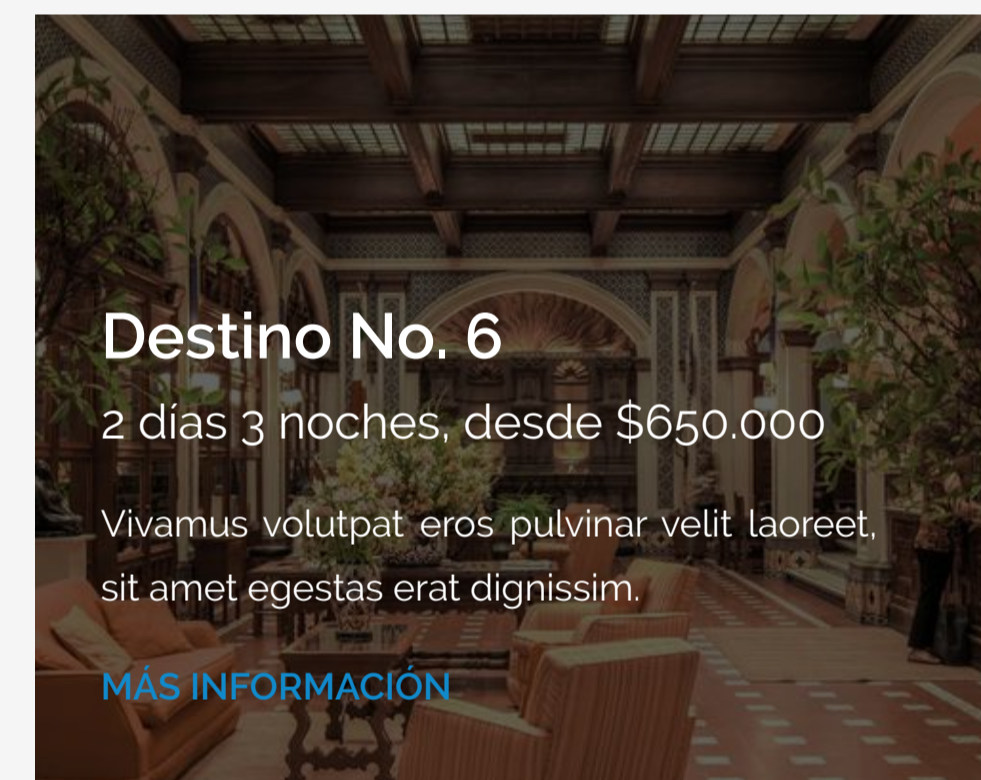 Destino No. 6
2 días 3 noches, desde $650.000
Vivamus volutpat eros pulvinar velit laoreet,
sit amet egestas erat dignissim.
MÁS INFORMACIÓN